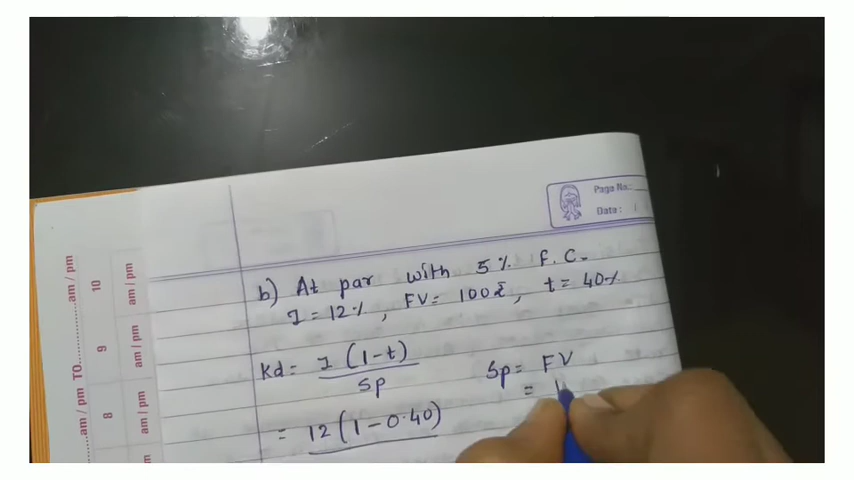 Page No.:
Date:
b) At par with 5% F.C.
I = 12%, FV = 100₹, t = 40%
Kd = I (1-t)
Sp
Sp = FV
=
= 12 (1 - 0.40)
am / pm TO.............am / pm
10
am / pm
9
am / pm
8
am / pm